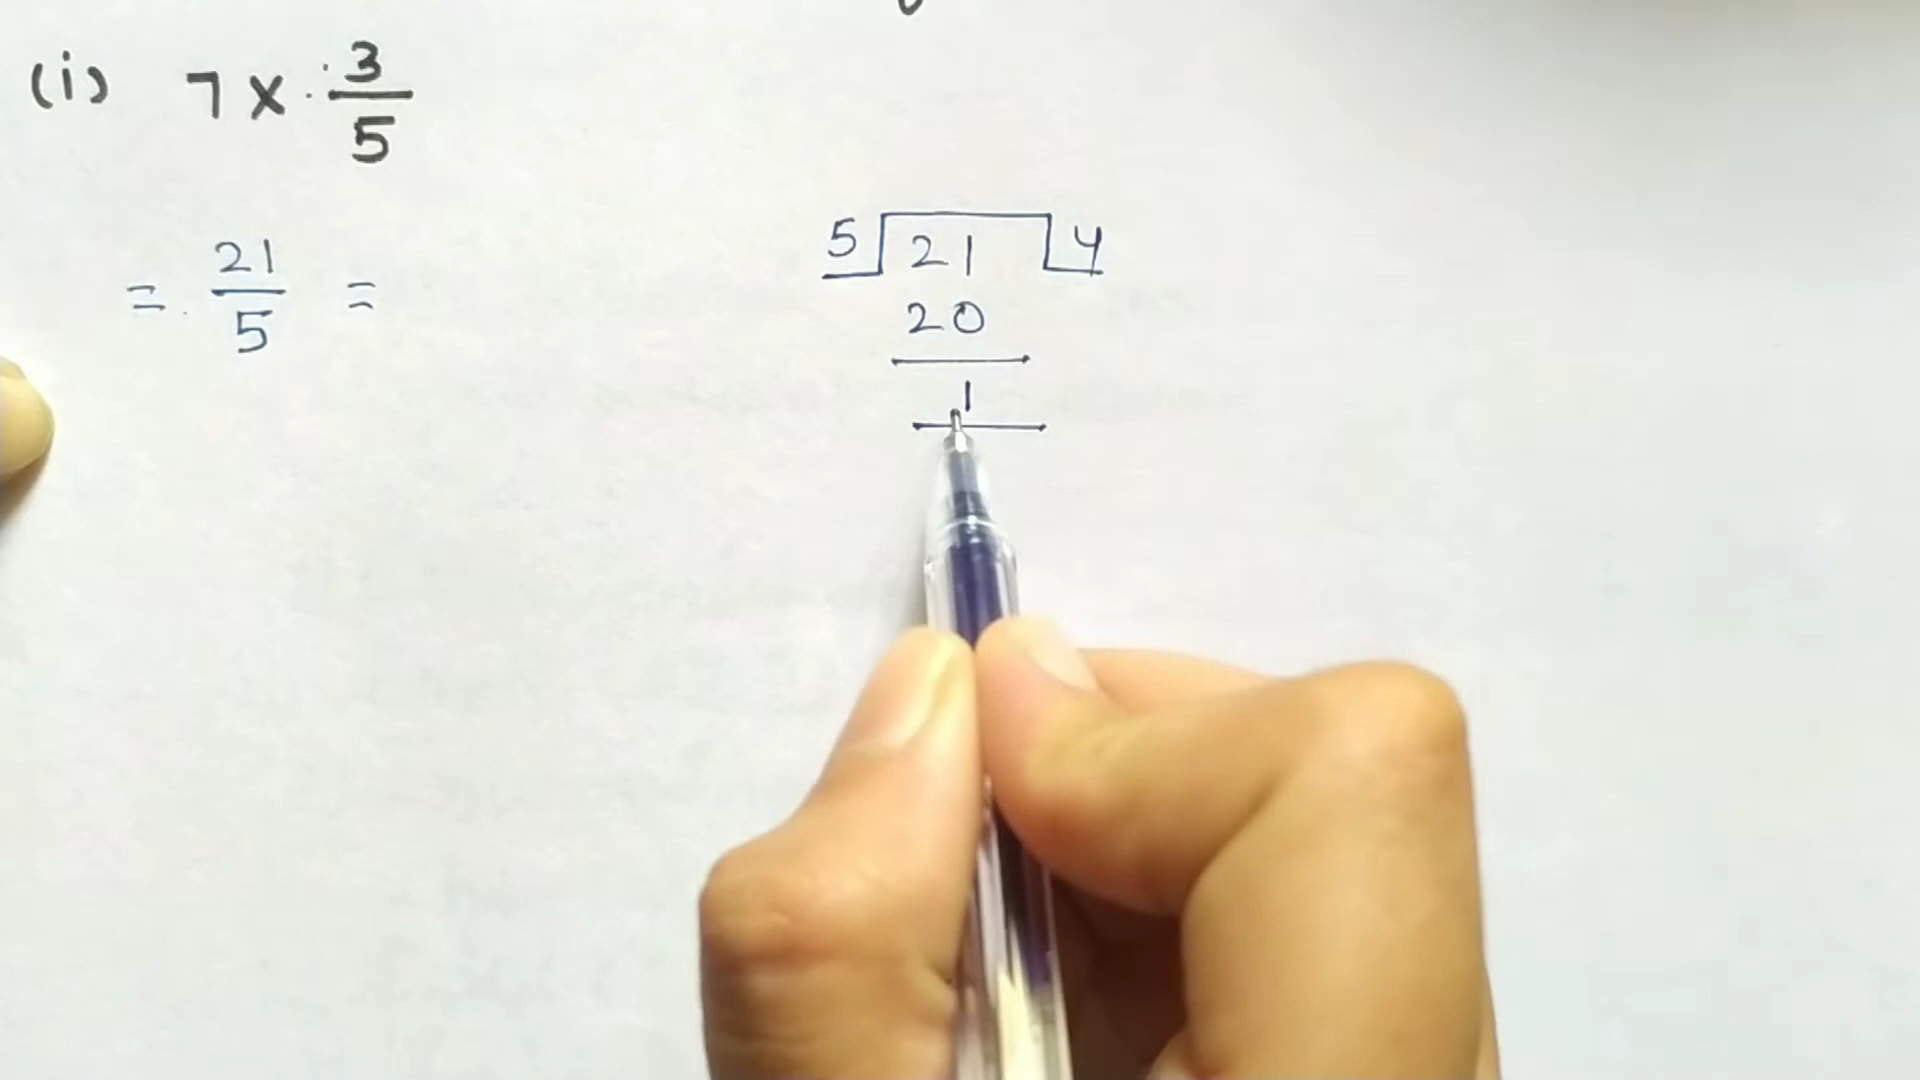 (i) 7 × 3/5
= 21/5 =
5 21 4
20
1